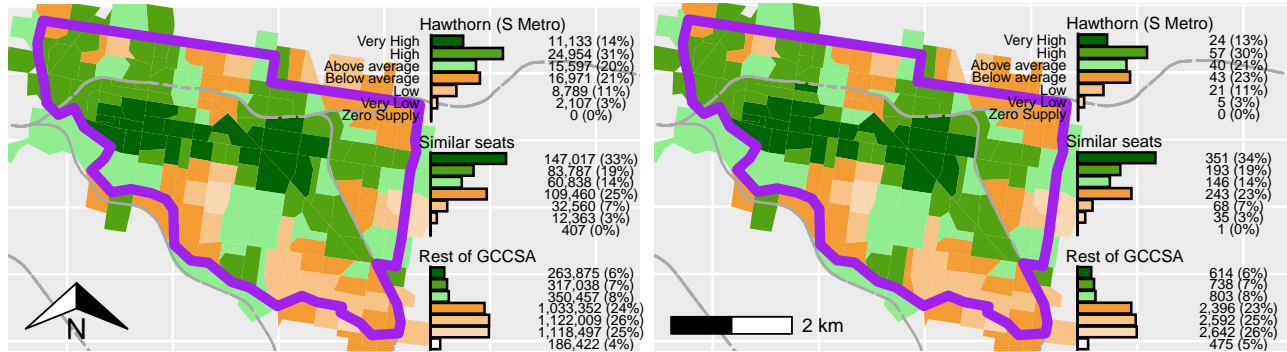 Hawthorn (S Metro)
Very High 11,133 (14%)
High 24,954 (31%)
Above average 15,597 (20%)
Below average 16,971 (21%)
Low 8,789 (11%)
Very Low 2,107 (3%)
Zero Supply 0 (0%)
Similar seats
147,017 (33%)
83,787 (19%)
60,838 (14%)
109,460 (25%)
32,560 (7%)
12,363 (3%)
407 (0%)
Rest of GCCSA
263,875 (6%)
317,038 (7%)
350,457 (8%)
1,033,352 (24%)
1,122,009 (26%)
1,118,497 (25%)
186,422 (4%)
N
Hawthorn (S Metro)
Very High 24 (13%)
High 57 (30%)
Above average 40 (21%)
Below average 43 (23%)
Low 21 (11%)
Very Low 5 (3%)
Zero Supply 0 (0%)
Similar seats
351 (34%)
193 (19%)
146 (14%)
243 (23%)
68 (7%)
35 (3%)
1 (0%)
Rest of GCCSA
614 (6%)
738 (7%)
803 (8%)
2,396 (23%)
2,592 (25%)
2,642 (26%)
475 (5%)
2 km